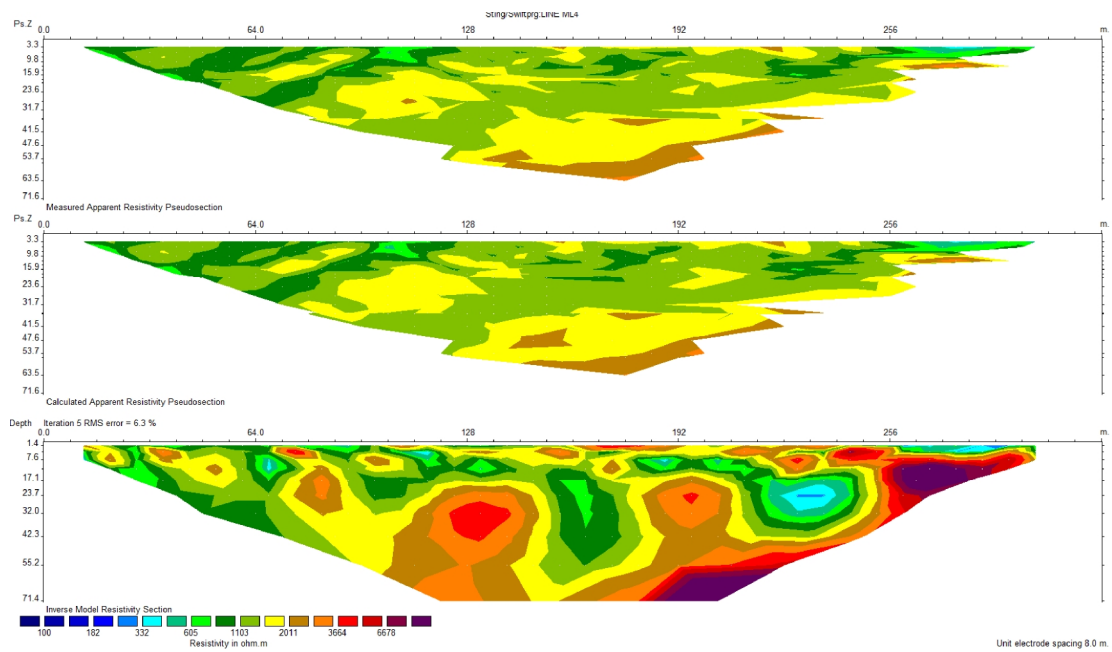 Sting/Swiftprg:LINE ML4
Ps.Z 0.0 64.0 128 192 256 m.
3.3
9.8
15.9
23.6
31.7
41.5
47.6
53.7
63.5
71.6
Measured Apparent Resistivity Pseudosection
Ps.Z 0.0 64.0 128 192 256 m.
3.3
9.8
15.9
23.6
31.7
41.5
47.6
53.7
63.5
71.6
Calculated Apparent Resistivity Pseudosection
Depth Iteration 5 RMS error = 6.3 %
0.0 64.0 128 192 256 m.
1.4
7.6
17.1
23.7
32.0
42.3
55.2
71.4
Inverse Model Resistivity Section
100 182 332 605 1103 2011 3664 6678
Resistivity in ohm.m Unit electrode spacing 8.0 m.